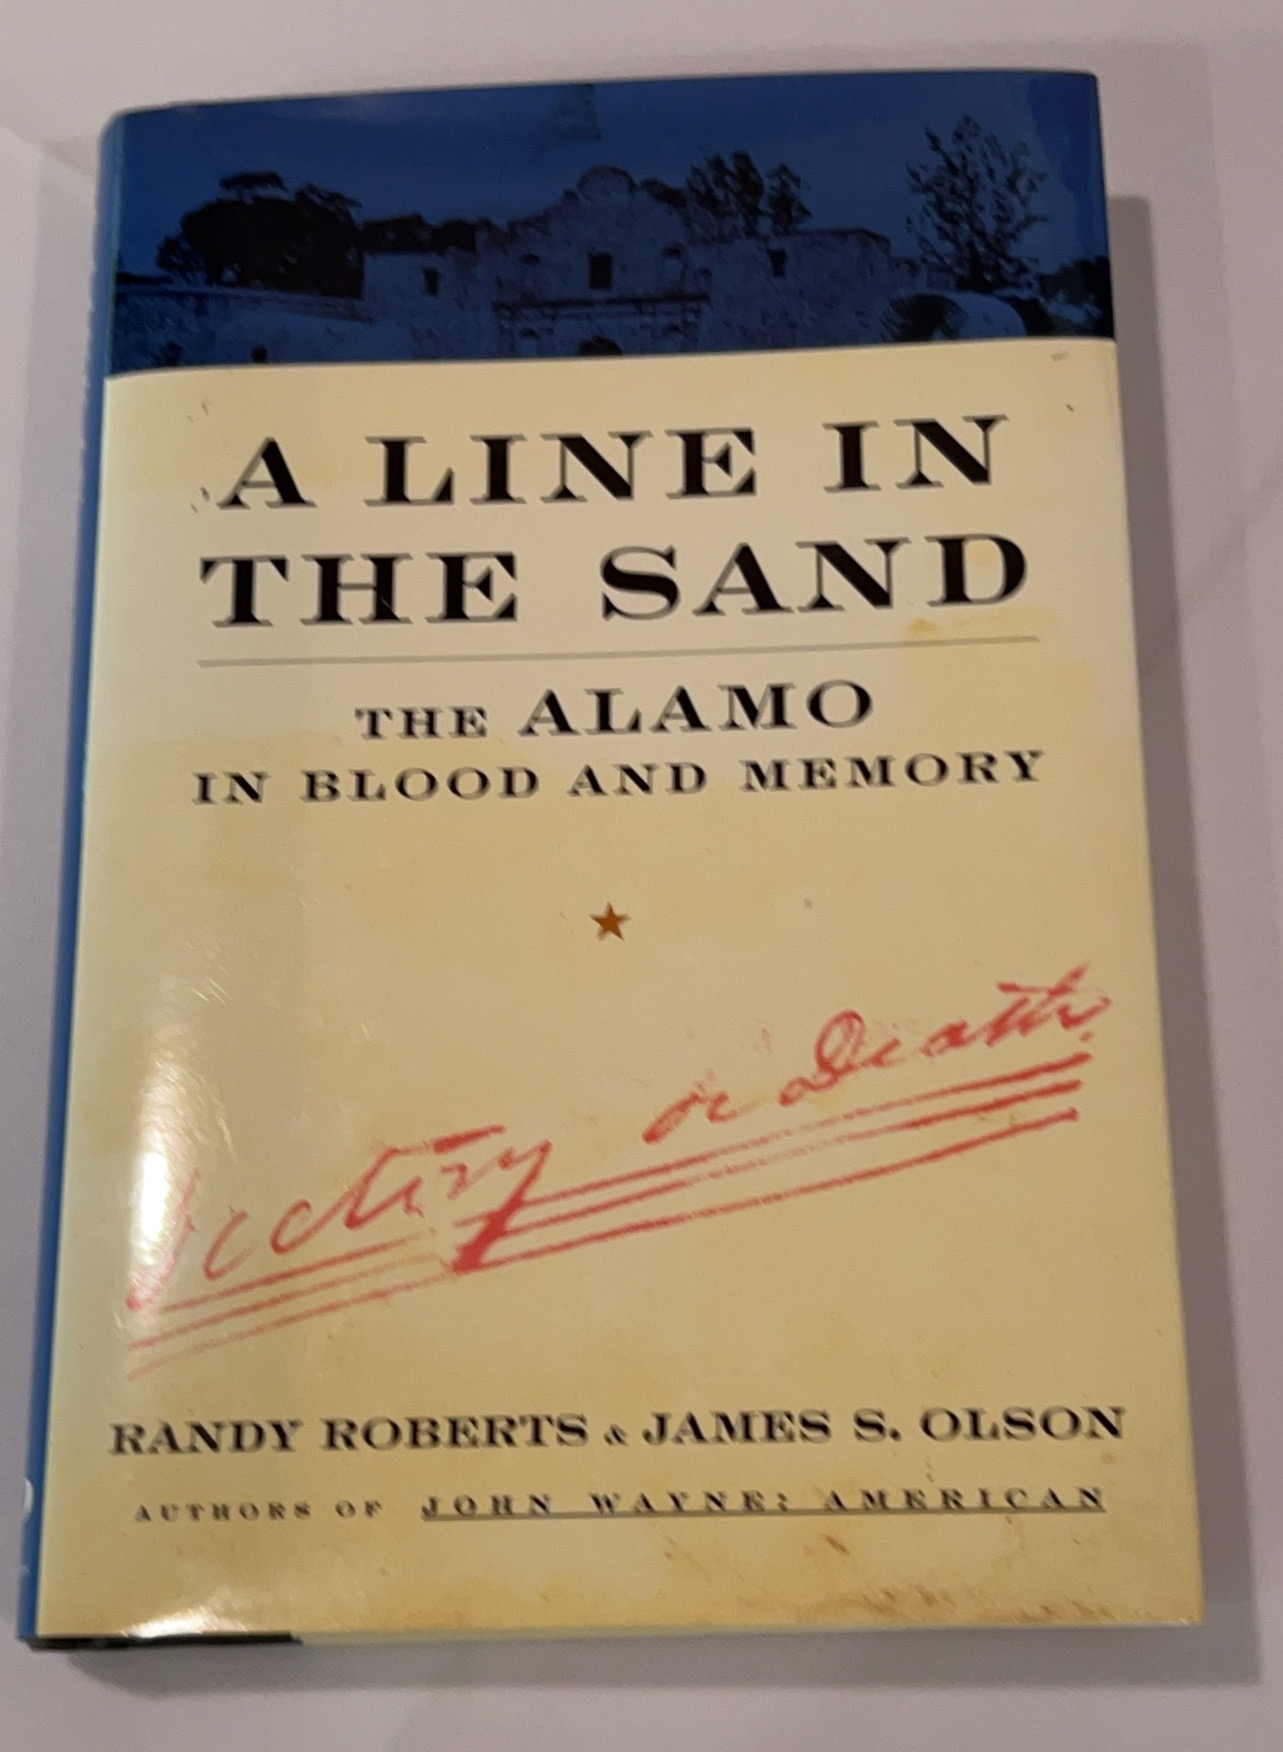 A LINE IN
THE SAND
THE ALAMO
IN BLOOD AND MEMORY
Victory or Death.
RANDY ROBERTS & JAMES S. OLSON
AUTHORS OF JOHN WAYNE: AMERICAN